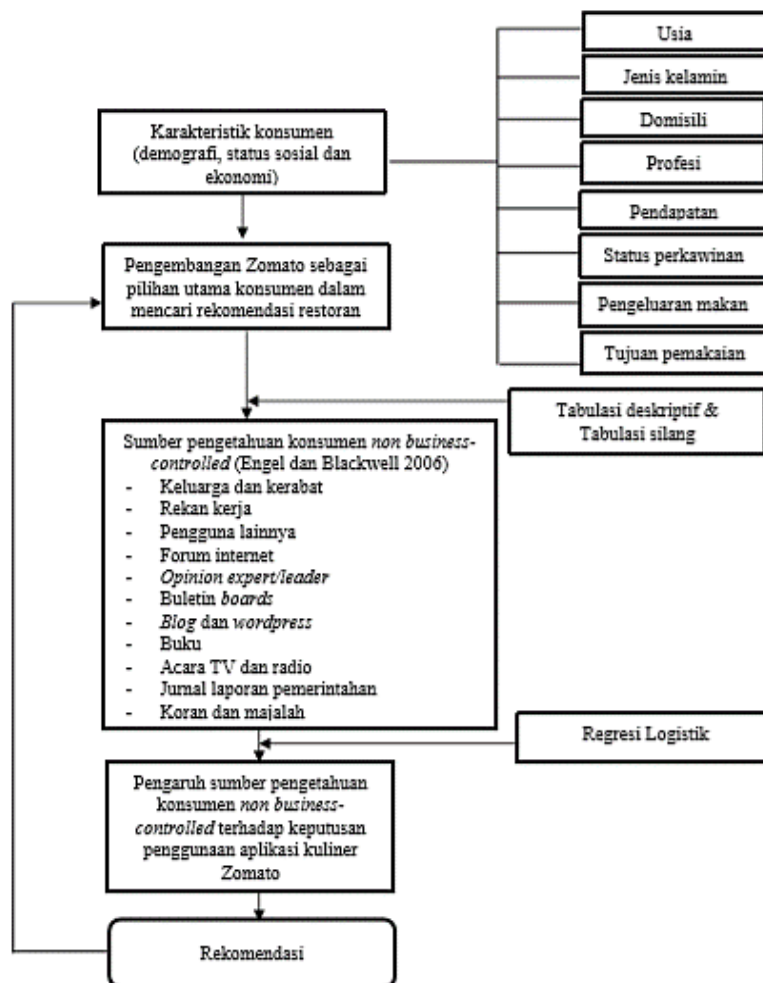 Usia
Jenis kelamin
Domisili
Profesi
Pendapatan
Status perkawinan
Pengeluaran makan
Tujuan pemakaian
Karakteristik konsumen
(demografi, status sosial dan
ekonomi)
Pengembangan Zomato sebagai
pilihan utama konsumen dalam
mencari rekomendasi restoran
Tabulasi deskriptif &
Tabulasi silang
Sumber pengetahuan konsumen non business-
controlled (Engel dan Blackwell 2006)
- Keluarga dan kerabat
- Rekan kerja
- Pengguna lainnya
- Forum internet
- Opinion expert/leader
- Buletin boards
- Blog dan wordpress
- Buku
- Acara TV dan radio
- Jurnal laporan pemerintahan
- Koran dan majalah
Regresi Logistik
Pengaruh sumber pengetahuan
konsumen non business-
controlled terhadap keputusan
penggunaan aplikasi kuliner
Zomato
Rekomendasi